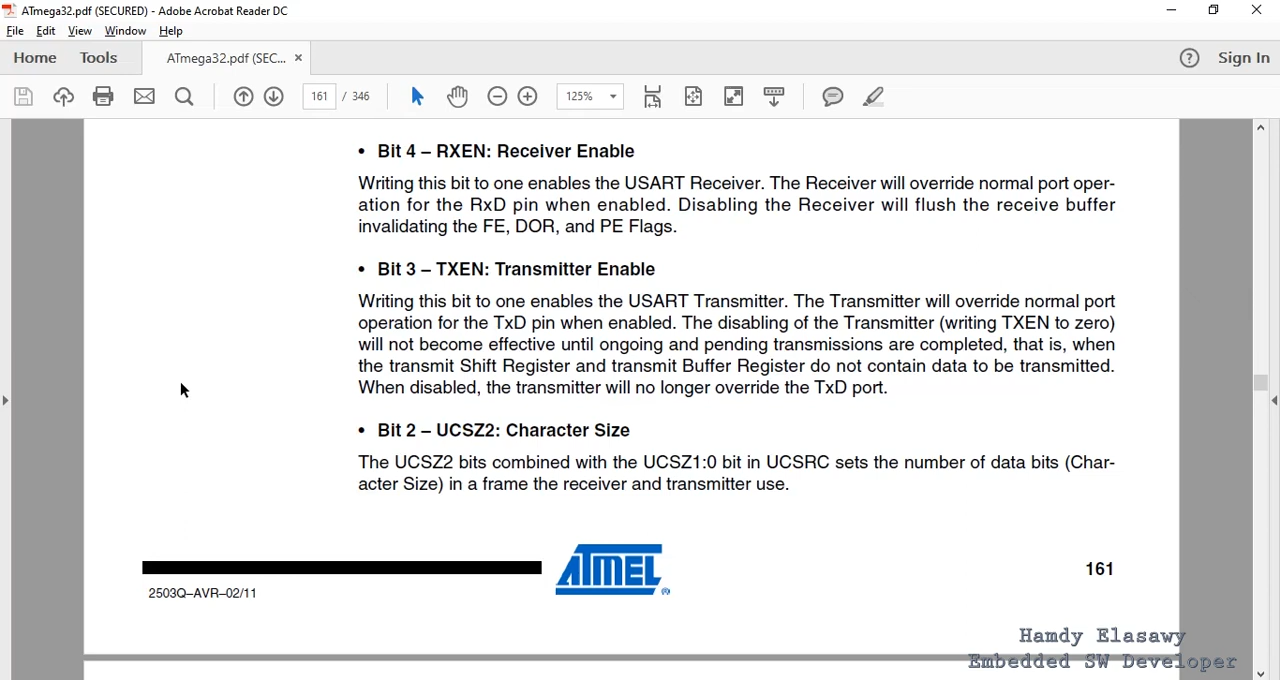 ATmega32.pdf (SECURED) - Adobe Acrobat Reader DC
File Edit View Window Help
Home Tools ATmega32.pdf (SEC... × Sign In
161 / 346 125%
• Bit 4 – RXEN: Receiver Enable
Writing this bit to one enables the USART Receiver. The Receiver will override normal port oper-
ation for the RxD pin when enabled. Disabling the Receiver will flush the receive buffer
invalidating the FE, DOR, and PE Flags.
• Bit 3 – TXEN: Transmitter Enable
Writing this bit to one enables the USART Transmitter. The Transmitter will override normal port
operation for the TxD pin when enabled. The disabling of the Transmitter (writing TXEN to zero)
will not become effective until ongoing and pending transmissions are completed, that is, when
the transmit Shift Register and transmit Buffer Register do not contain data to be transmitted.
When disabled, the transmitter will no longer override the TxD port.
• Bit 2 – UCSZ2: Character Size
The UCSZ2 bits combined with the UCSZ1:0 bit in UCSRC sets the number of data bits (Char-
acter Size) in a frame the receiver and transmitter use.
ATMEL ®
161
2503Q–AVR–02/11
Hamdy Elasawy
Embedded SW Developer